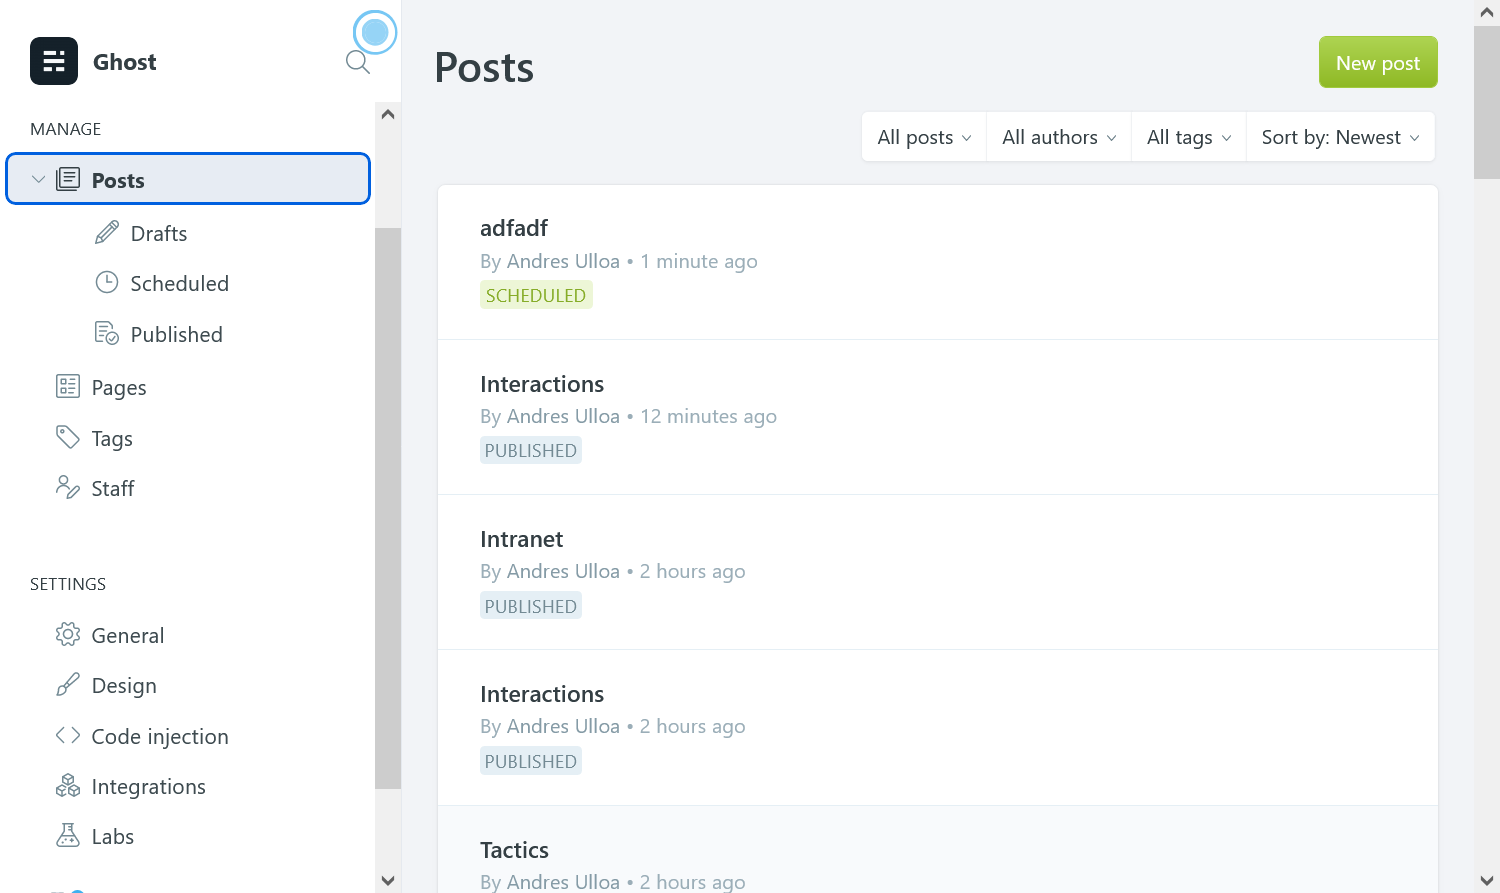 Ghost
MANAGE
Posts
Drafts
Scheduled
Published
Pages
Tags
Staff
SETTINGS
General
Design
Code injection
Integrations
Labs
Posts
New post
All posts
All authors
All tags
Sort by: Newest
adfadf
By Andres Ulloa • 1 minute ago
SCHEDULED
Interactions
By Andres Ulloa • 12 minutes ago
PUBLISHED
Intranet
By Andres Ulloa • 2 hours ago
PUBLISHED
Interactions
By Andres Ulloa • 2 hours ago
PUBLISHED
Tactics
By Andres Ulloa • 2 hours ago